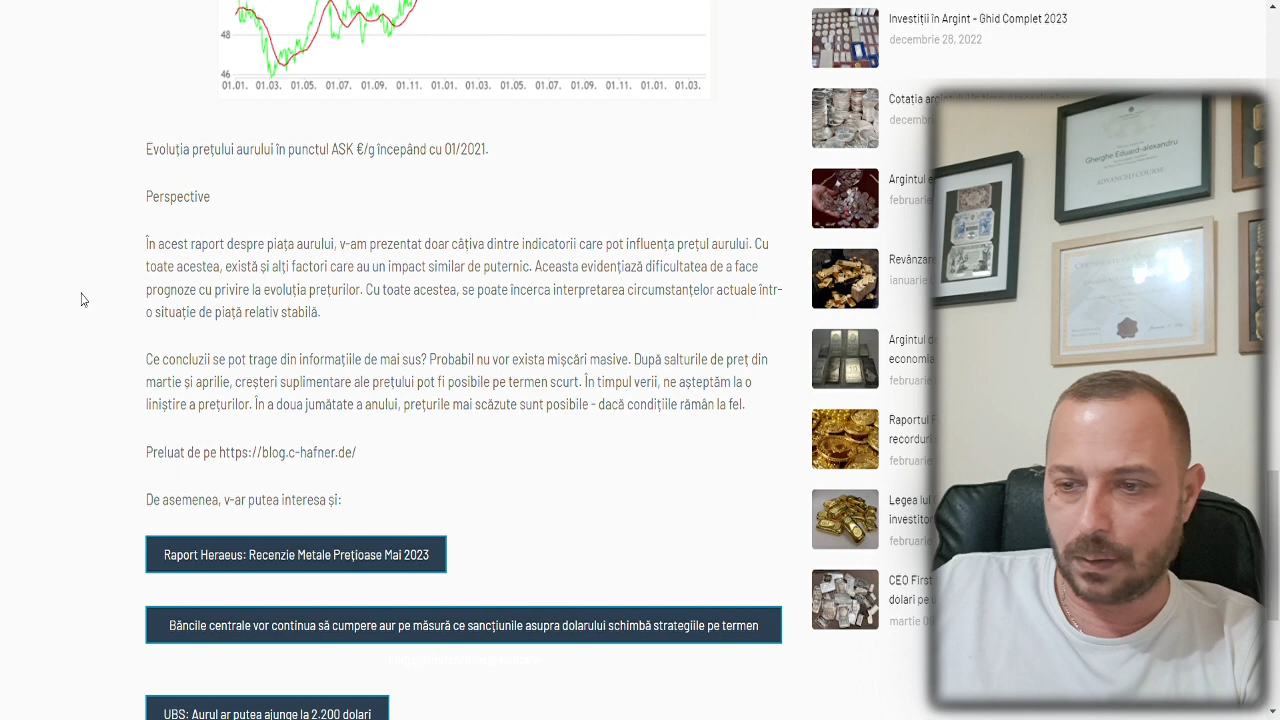 48
46
01.01. 01.03. 01.05. 01.07. 01.09. 01.11. 01.01. 01.03. 01.05. 01.07. 01.09. 01.11. 01.01. 01.03.
Evoluția prețului aurului în punctul ASK €/g începând cu 01/2021.
Perspective
În acest raport despre piața aurului, v-am prezentat doar câțiva dintre indicatorii care pot influența prețul aurului. Cu
toate acestea, există și alți factori care au un impact similar de puternic. Aceasta evidențiază dificultatea de a face
prognoze cu privire la evoluția prețurilor. Cu toate acestea, se poate încerca interpretarea circumstanțelor actuale într-
o situație de piață relativ stabilă.
Ce concluzii se pot trage din informațiile de mai sus? Probabil nu vor exista mișcări masive. După salturile de preț din
martie și aprilie, creșteri suplimentare ale prețului pot fi posibile pe termen scurt. În timpul verii, ne așteptăm la o
liniștire a prețurilor. În a doua jumătate a anului, prețurile mai scăzute sunt posibile - dacă condițiile rămân la fel.
Preluat de pe https://blog.c-hafner.de/
De asemenea, v-ar putea interesa și:
Raport Heraeus: Recenzie Metale Prețioase Mai 2023
Băncile centrale vor continua să cumpere aur pe măsură ce sancțiunile asupra dolarului schimbă strategiile pe termen
UBS: Aurul ar putea ajunge la 2.200 dolari
Investiții în Argint - Ghid Complet 2023
decembrie 28, 2022
Cotația
Argintul
februarie
Argintul
economia
februarie
Raportul
februarie
Legea lui
februarie
CEO First
dolari pe
martie
Gherghe Eduard-alexandru
ADVANCED COURSE